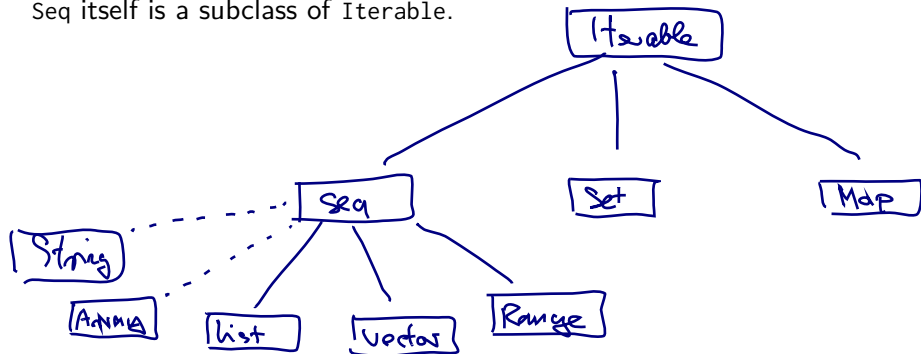 Seq itself is a subclass of Iterable.
Iterable
Seq
Set
Map
String
Array
List
Vector
Range